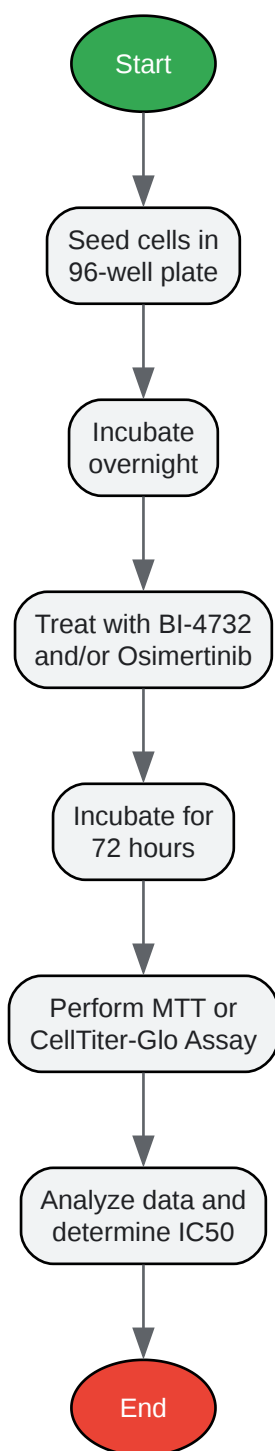 Start
Seed cells in
96-well plate
Incubate
overnight
Treat with BI-4732
and/or Osimertinib
Incubate for
72 hours
Perform MTT or
CellTiter-Glo Assay
Analyze data and
determine IC50
End